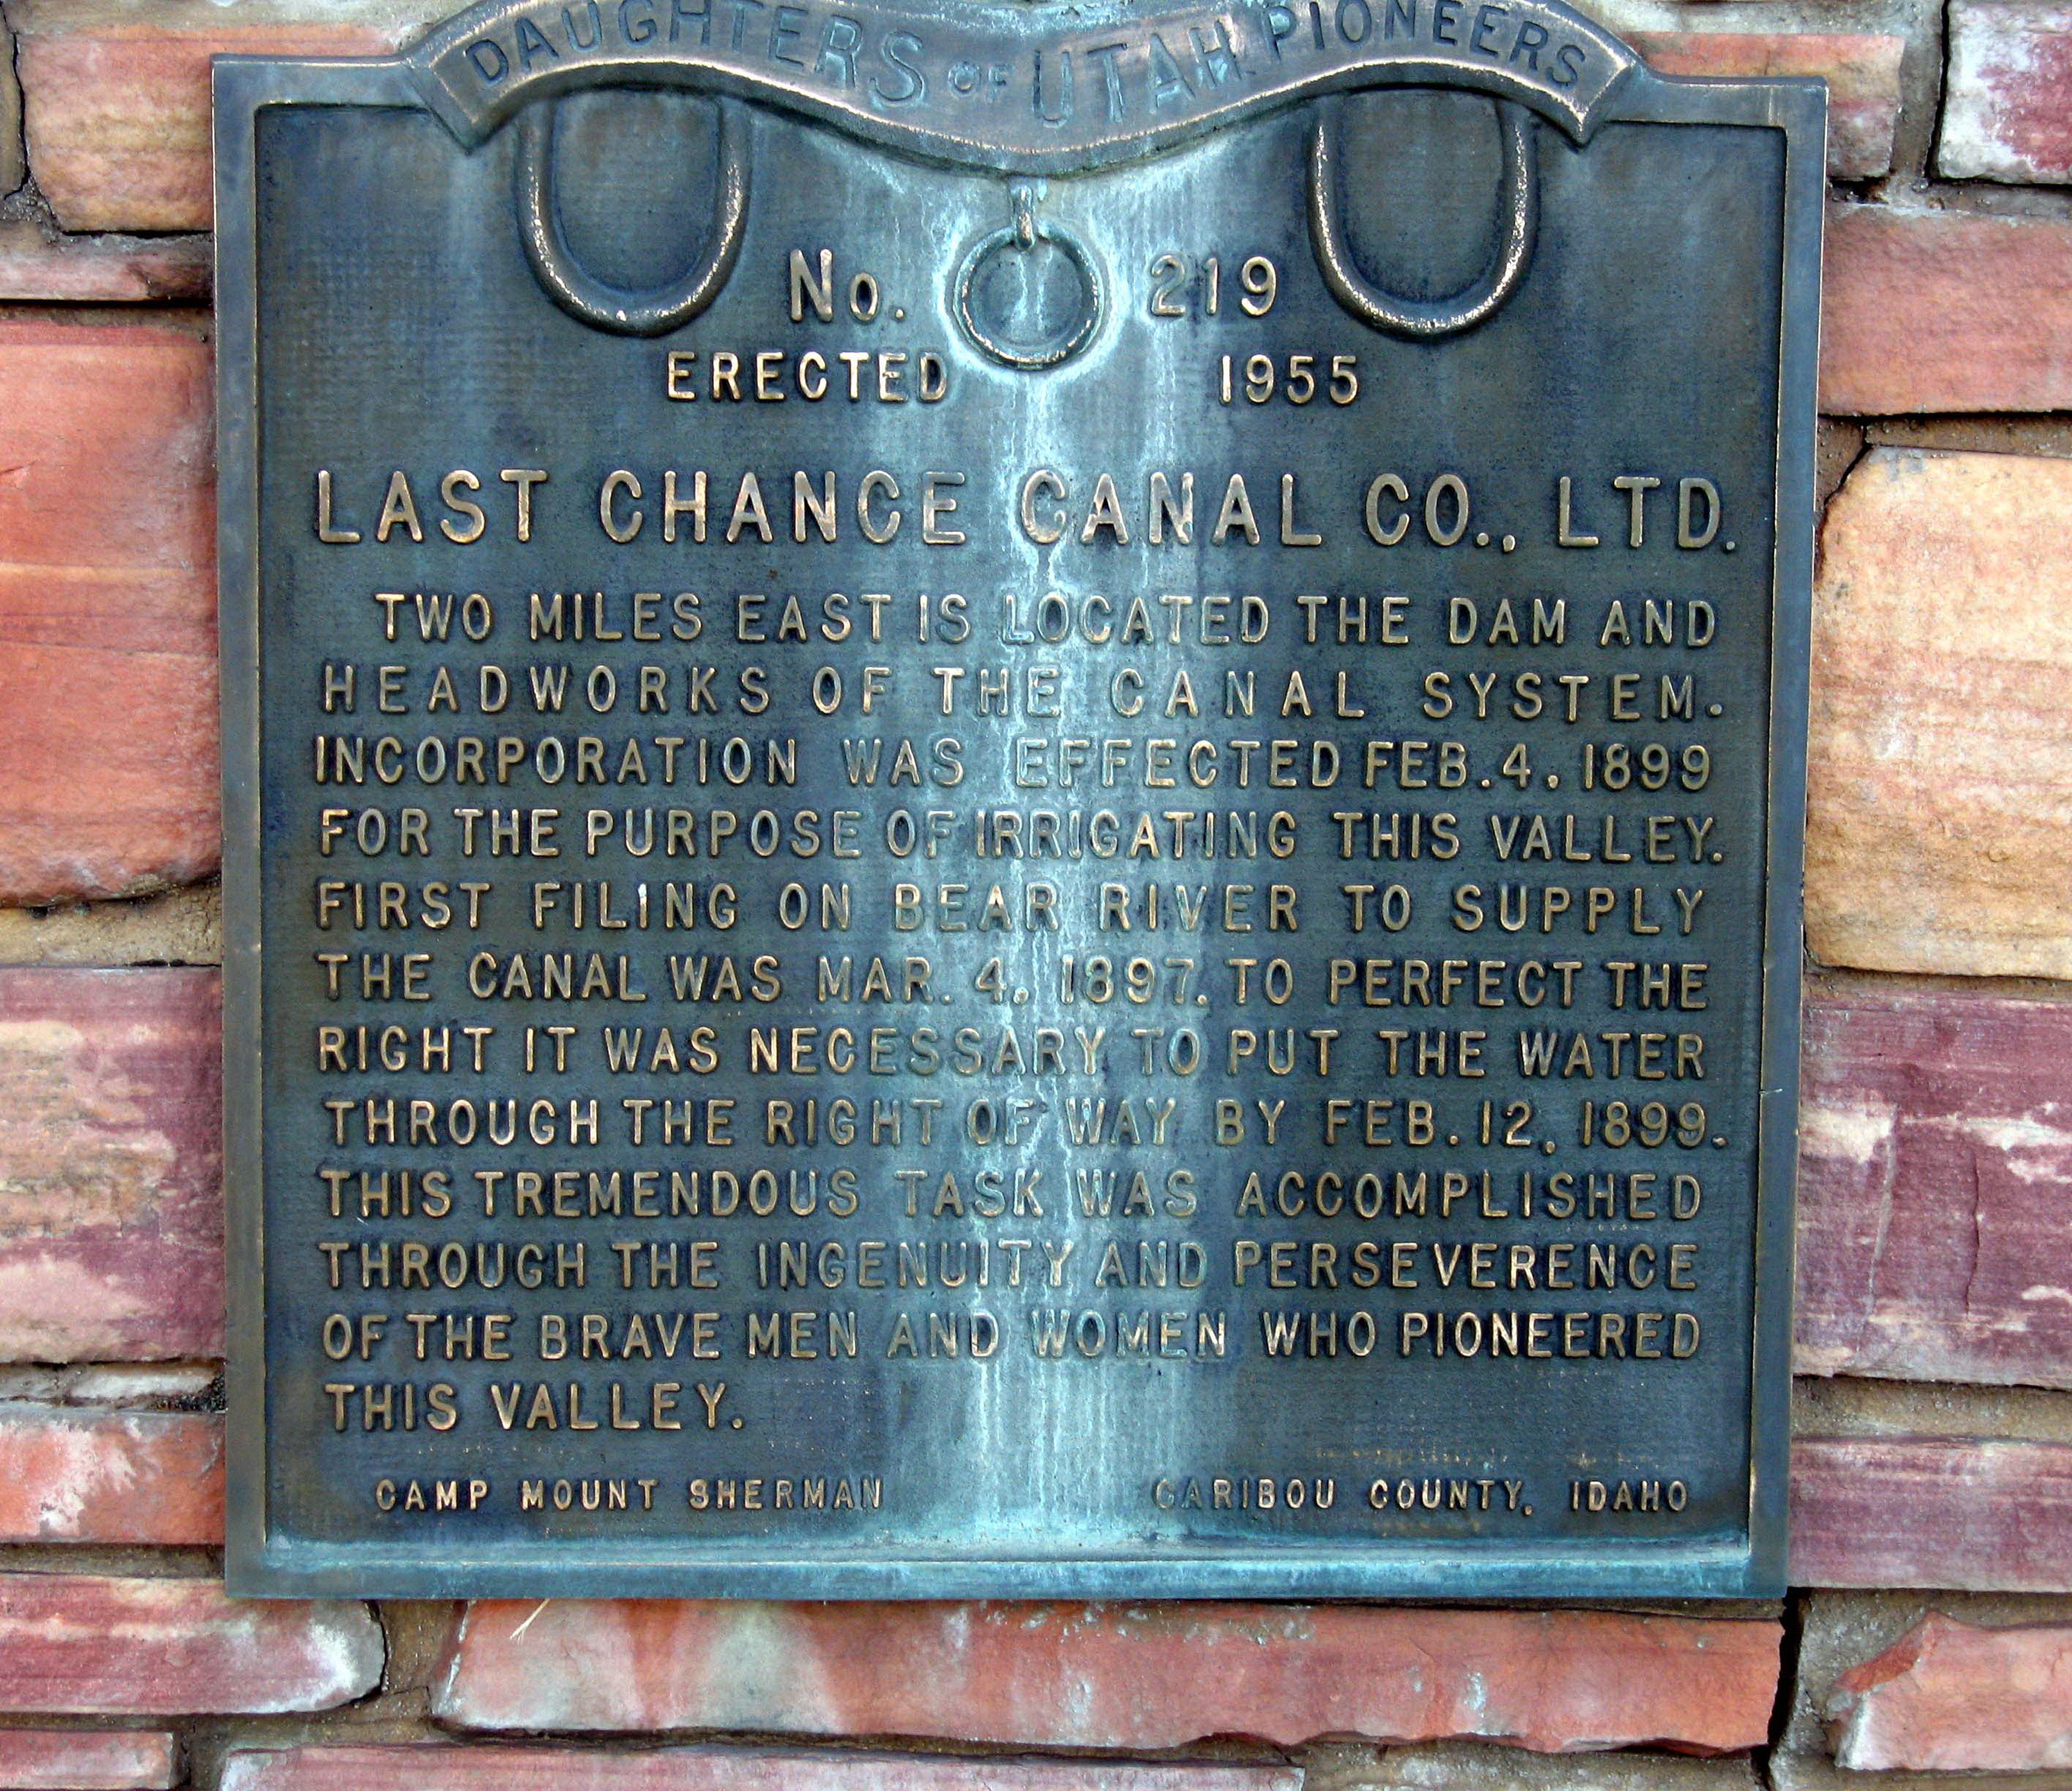 DAUGHTERS OF UTAH PIONEERS
No. 219
ERECTED 1955
LAST CHANCE CANAL CO., LTD.
TWO MILES EAST IS LOCATED THE DAM AND
HEADWORKS OF THE CANAL SYSTEM.
INCORPORATION WAS EFFECTED FEB. 4, 1899
FOR THE PURPOSE OF IRRIGATING THIS VALLEY.
FIRST FILING ON BEAR RIVER TO SUPPLY
THE CANAL WAS MAR. 4, 1897. TO PERFECT THE
RIGHT IT WAS NECESSARY TO PUT THE WATER
THROUGH THE RIGHT OF WAY BY FEB. 12, 1899.
THIS TREMENDOUS TASK WAS ACCOMPLISHED
THROUGH THE INGENUITY AND PERSEVERENCE
OF THE BRAVE MEN AND WOMEN WHO PIONEERED
THIS VALLEY.
CAMP MOUNT SHERMAN CARIBOU COUNTY, IDAHO